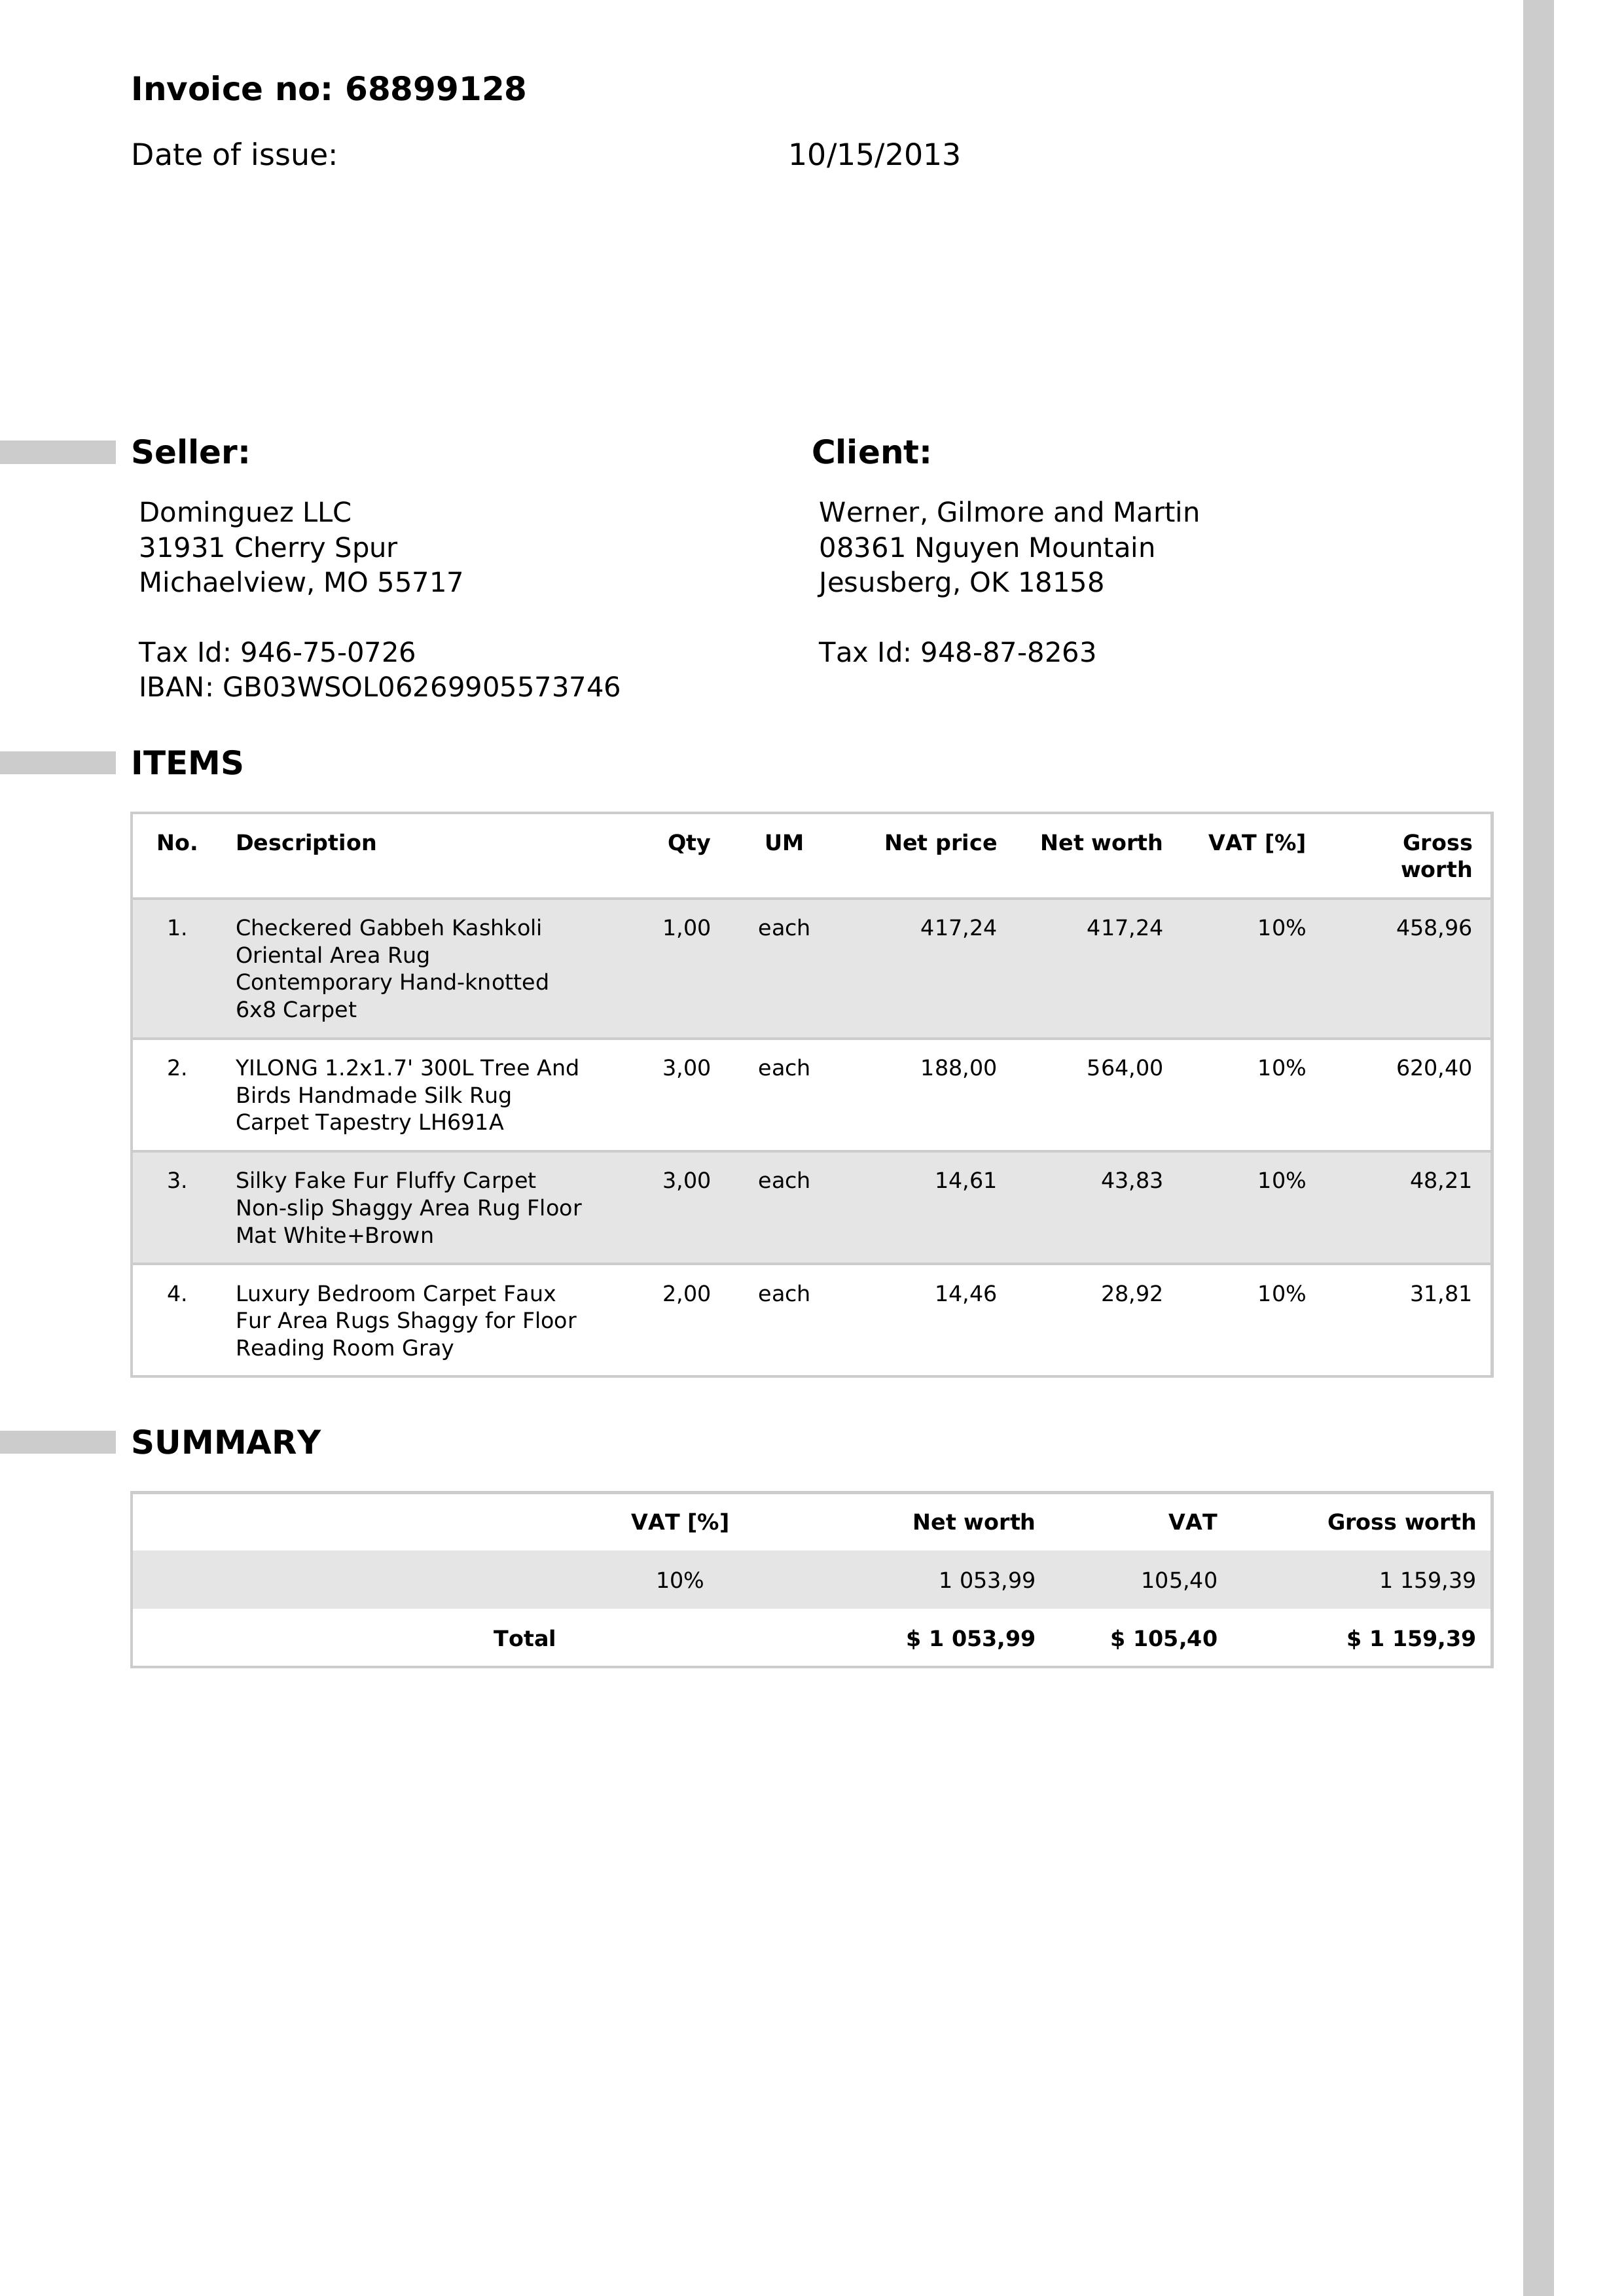 Invoice no: 68899128
Date of issue: 10/15/2013
Seller:
Dominguez LLC
31931 Cherry Spur
Michaelview, MO 55717
Tax Id: 946-75-0726
IBAN: GB03WSOL06269905573746
Client:
Werner, Gilmore and Martin
08361 Nguyen Mountain
Jesusberg, OK 18158
Tax Id: 948-87-8263
ITEMS
No. Description Qty UM Net price Net worth VAT [%] Gross
worth
1. Checkered Gabbeh Kashkoli 1,00 each 417,24 417,24 10% 458,96
Oriental Area Rug
Contemporary Hand-knotted
6x8 Carpet
2. YILONG 1.2x1.7' 300L Tree And 3,00 each 188,00 564,00 10% 620,40
Birds Handmade Silk Rug
Carpet Tapestry LH691A
3. Silky Fake Fur Fluffy Carpet 3,00 each 14,61 43,83 10% 48,21
Non-slip Shaggy Area Rug Floor
Mat White+Brown
4. Luxury Bedroom Carpet Faux 2,00 each 14,46 28,92 10% 31,81
Fur Area Rugs Shaggy for Floor
Reading Room Gray
SUMMARY
VAT [%] Net worth VAT Gross worth
10% 1 053,99 105,40 1 159,39
Total $ 1 053,99 $ 105,40 $ 1 159,39